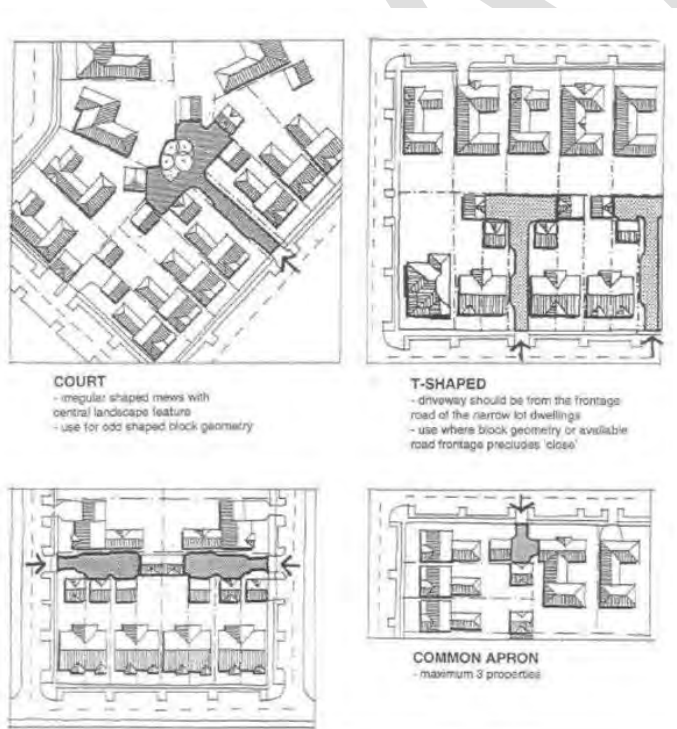 COURT
- irregular shaped mews with
central landscape feature
- use for odd shaped block geometry
T-SHAPED
- driveway should be from the frontage
road of the narrow lot dwellings
- use where block geometry or available
road frontage precludes 'close'
COMMON APRON
- maximum 3 properties